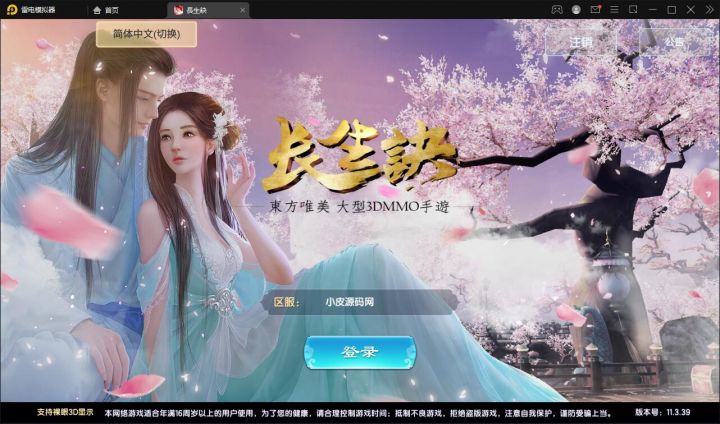 雷电模拟器
首页
長生訣
简体中文(切换)
注销
公告
长生訣
東方唯美 大型3DMMO手遊
区服：
小皮源码网
登录
支持裸眼3D显示
本网络游戏适合年满16周岁以上的用户使用，为了您的健康，请合理控制游戏时间；抵制不良游戏，拒绝盗版游戏，注意自我保护，谨防受骗上当。
版本号：11.3.39